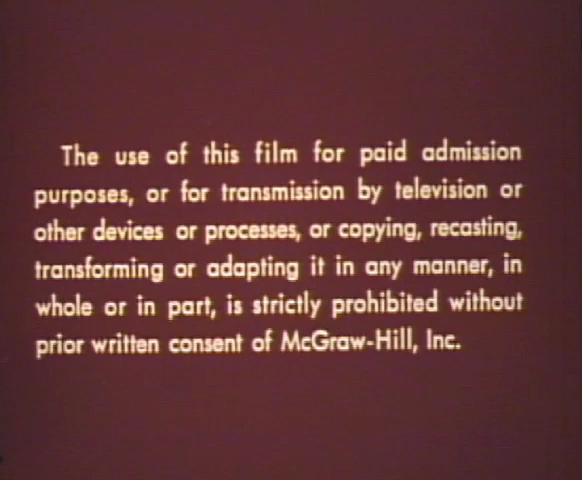 The use of this film for paid admission
purposes, or for transmission by television or
other devices or processes, or copying, recasting,
transforming or adapting it in any manner, in
whole or in part, is strictly prohibited without
prior written consent of McGraw-Hill, Inc.